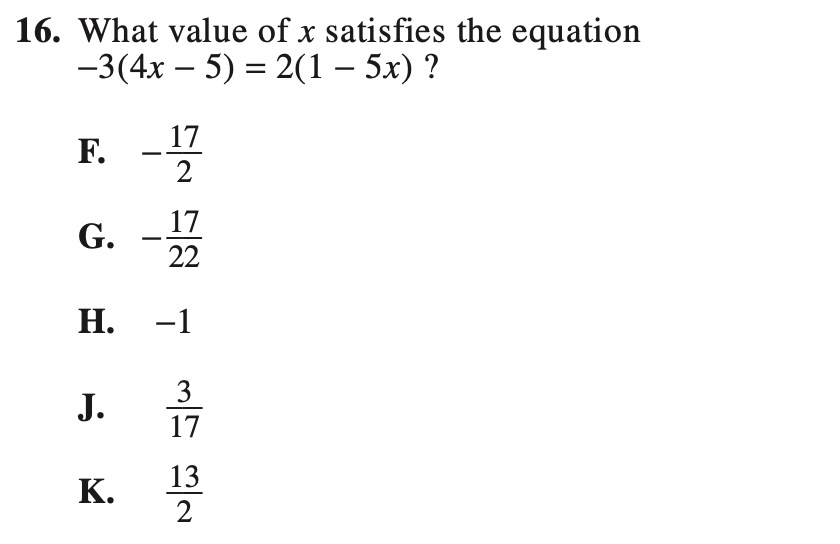 16. What value of x satisfies the equation
−3(4x − 5) = 2(1 − 5x) ?
F. −17/2
G. −17/22
H. −1
J. 3/17
K. 13/2